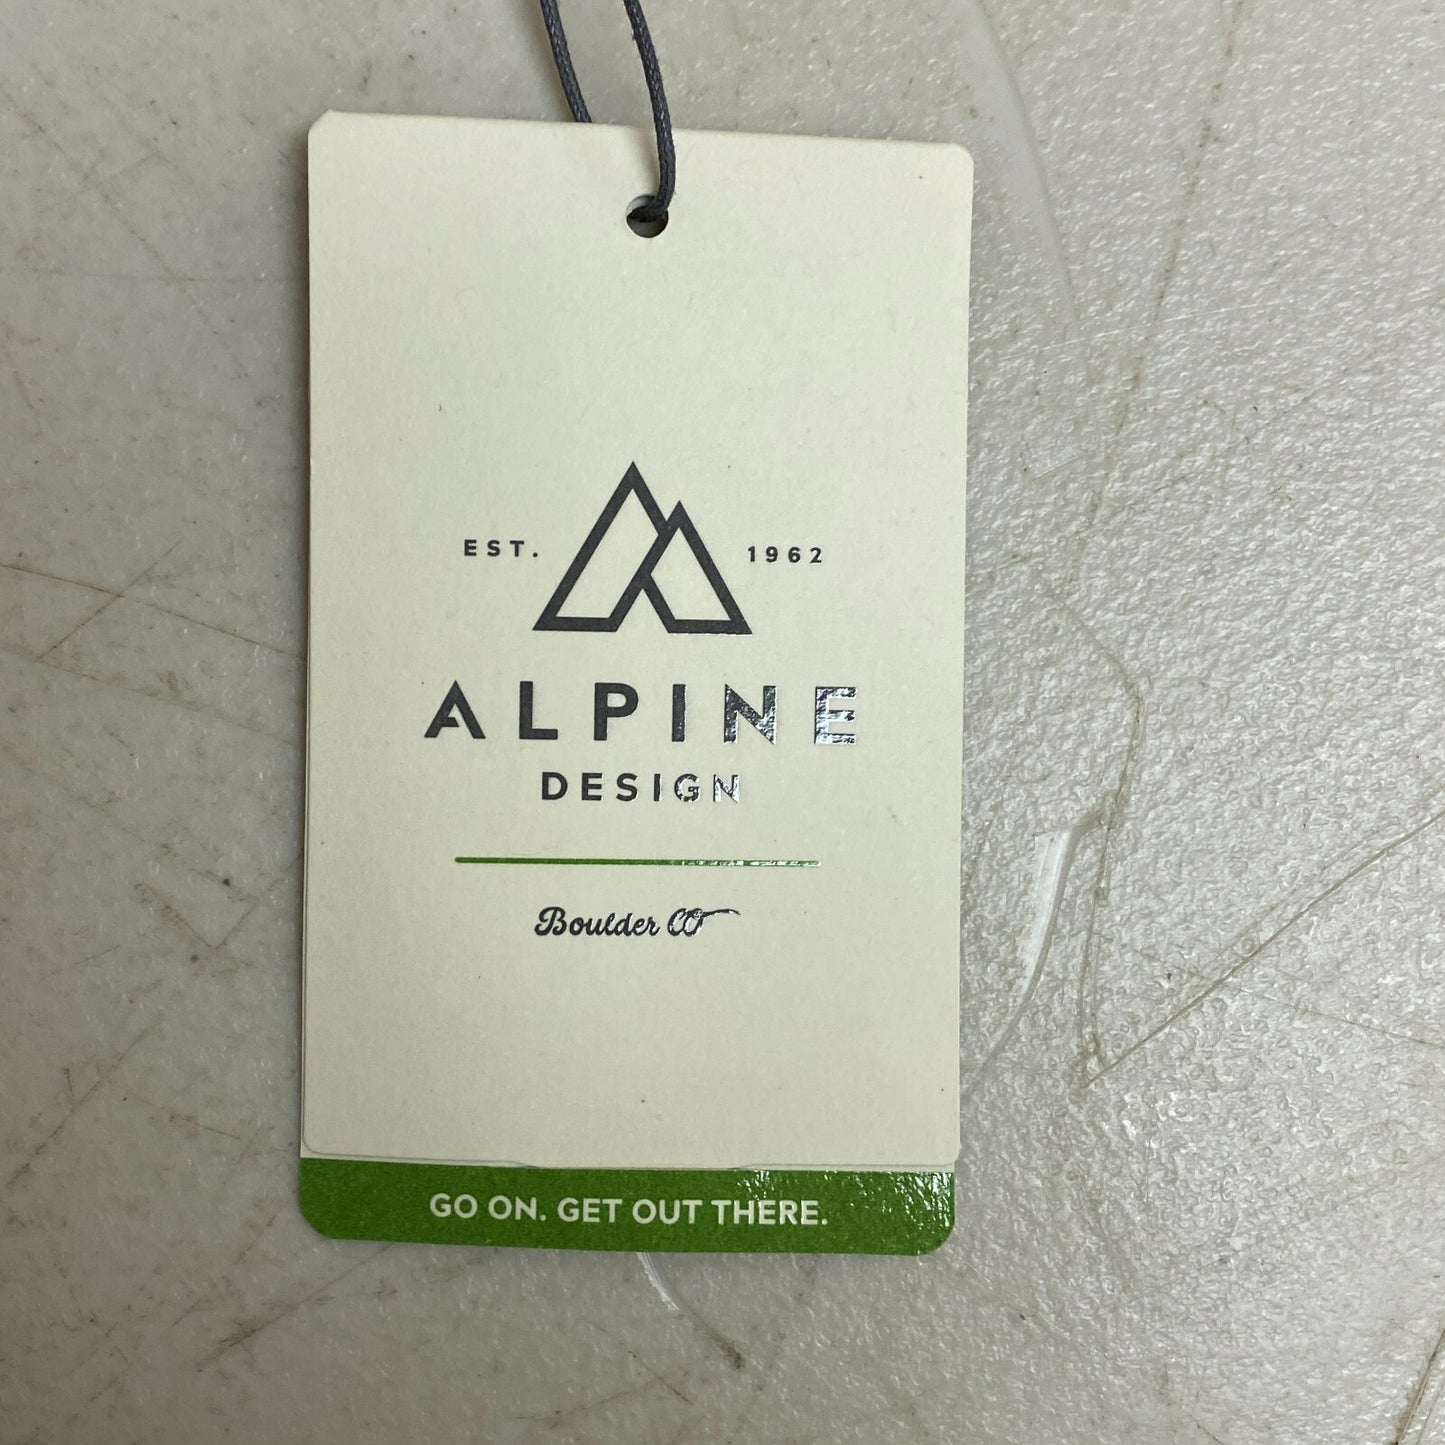 EST. 1962
ALPINE
DESIGN
Boulder CO
GO ON. GET OUT THERE.